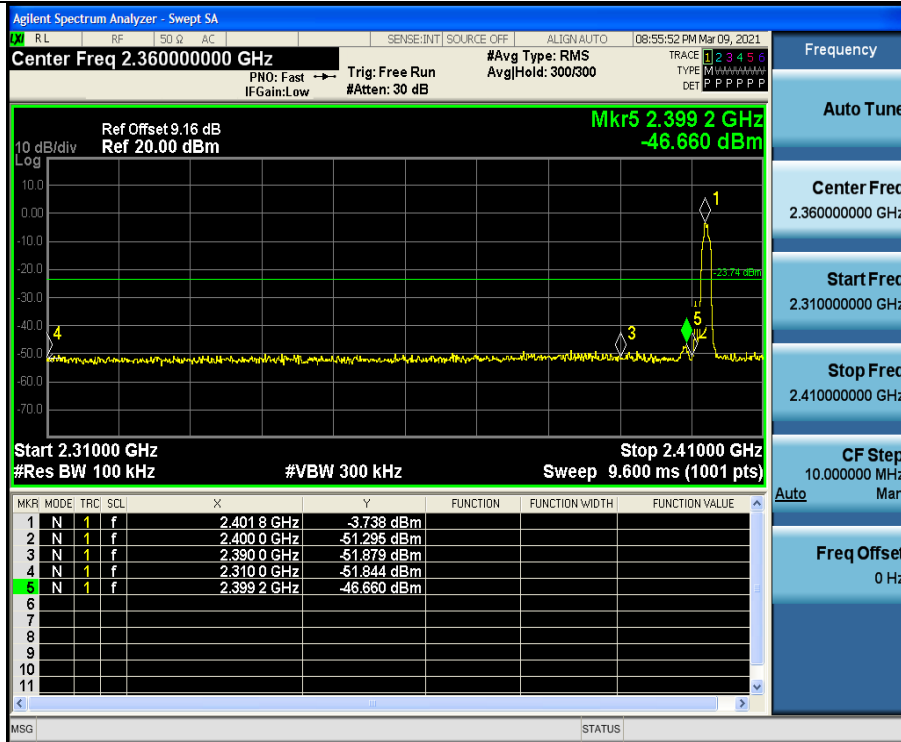 Agilent Spectrum Analyzer - Swept SA
LXI RL RF 50 Ω AC SENSE:INT SOURCE OFF ALIGN AUTO 08:55:52 PM Mar 09, 2021
Center Freq 2.360000000 GHz #Avg Type: RMS TRACE 1 2 3 4 5 6
PNO: Fast Trig: Free Run Avg|Hold: 300/300 TYPE M
IFGain:Low #Atten: 30 dB DET P P P P P P
Mkr5 2.399 2 GHz
Ref Offset 9.16 dB
10 dB/div Ref 20.00 dBm -46.660 dBm
Log
10.0
0.00
-10.0
-20.0
-30.0
-40.0
-50.0
-60.0
-70.0
1
-23.74 dBm
5
4
3
2
Start 2.31000 GHz Stop 2.41000 GHz
#Res BW 100 kHz #VBW 300 kHz Sweep 9.600 ms (1001 pts)
MKR MODE TRC SCL X Y FUNCTION FUNCTION WIDTH FUNCTION VALUE
1 N 1 f 2.401 8 GHz -3.738 dBm
2 N 1 f 2.400 0 GHz -51.295 dBm
3 N 1 f 2.390 0 GHz -51.879 dBm
4 N 1 f 2.310 0 GHz -51.844 dBm
5 N 1 f 2.399 2 GHz -46.660 dBm
6
7
8
9
10
11
MSG STATUS
Frequency
Auto Tune
Center Freq
2.360000000 GHz
Start Freq
2.310000000 GHz
Stop Freq
2.410000000 GHz
CF Step
10.000000 MHz
Auto Man
Freq Offset
0 Hz